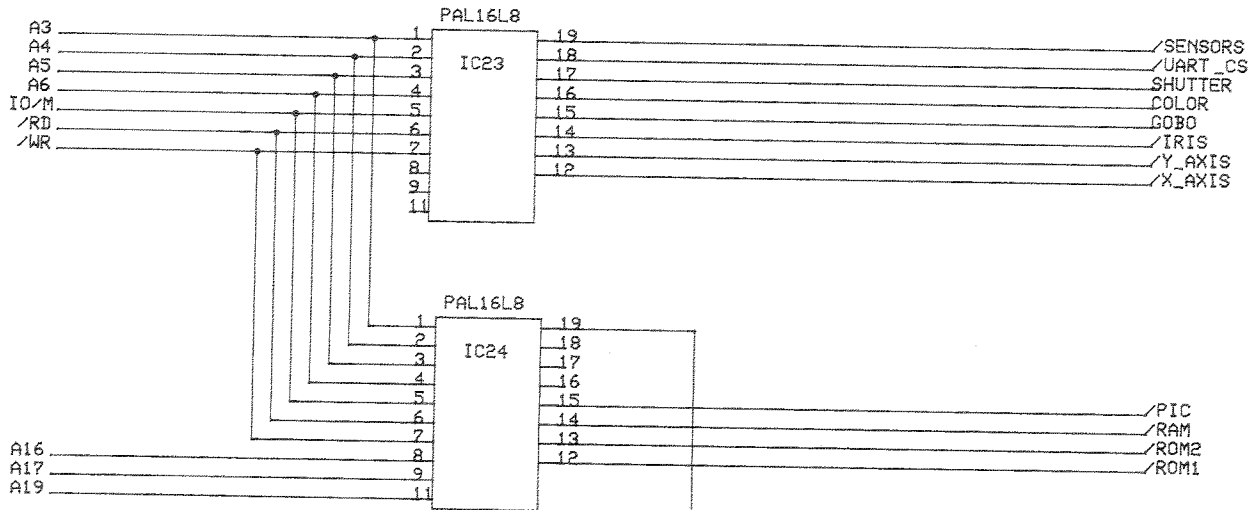 PAL16L8
IC23
A3
A4
A5
A6
IO/M
/RD
/WR
1
2
3
4
5
6
7
8
9
11
19
18
17
16
15
14
13
12
/SENSORS
/UART_CS
SHUTTER
COLOR
GOBO
/IRIS
/Y_AXIS
/X_AXIS
PAL16L8
IC24
A16
A17
A19
1
2
3
4
5
6
7
8
9
11
19
18
17
16
15
14
13
12
/PIC
/RAM
/ROM2
/ROM1